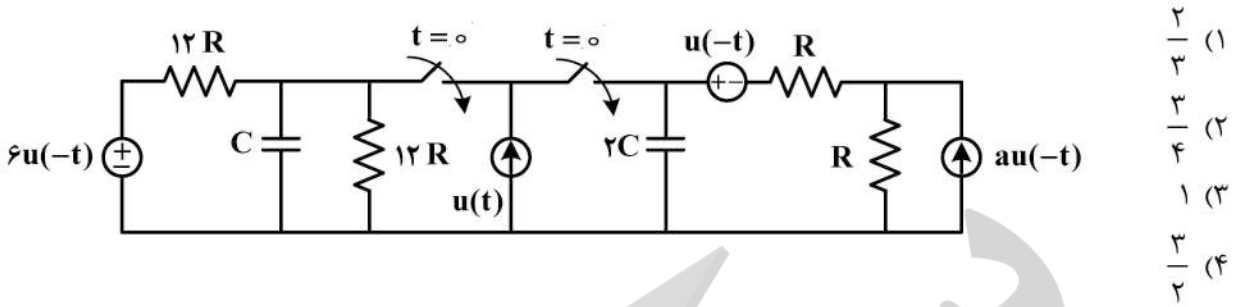 ۱۲ R
t = ۰
t = ۰
u(−t)
R
۶u(−t)
C
۱۲ R
u(t)
۲C
R
au(−t)
۱) ۲/۳
۲) ۳/۴
۳) ۱
۴) ۳/۲